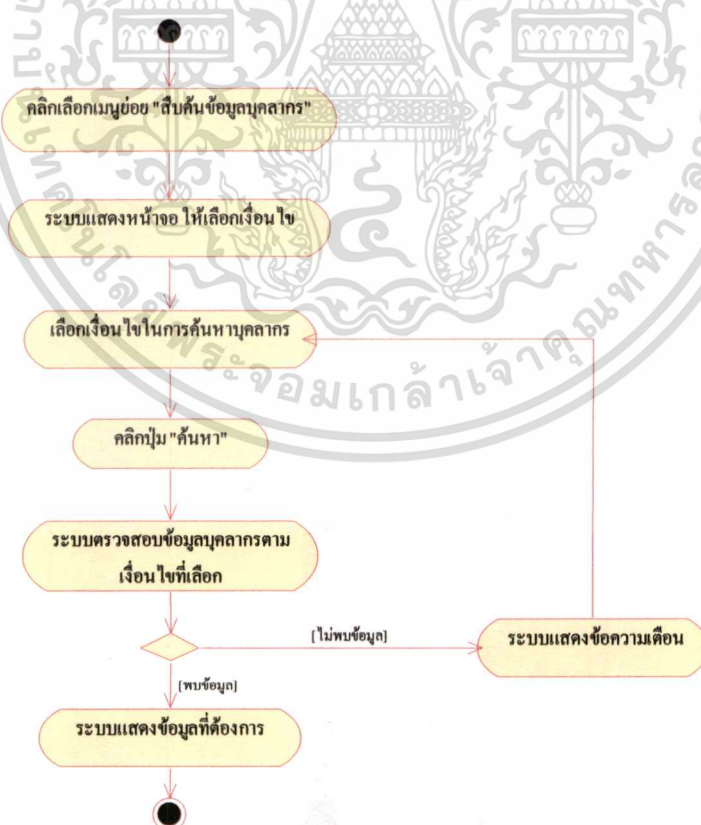 คลิกเลือกเมนูย่อย "สืบค้นข้อมูลบุคลากร"
ระบบแสดงหน้าจอ ให้เลือกเงื่อนไข
เลือกเงื่อนไขในการค้นหาบุคลากร
คลิกปุ่ม "ค้นหา"
ระบบตรวจสอบข้อมูลบุคลากรตาม
เงื่อนไขที่เลือก
[ไม่พบข้อมูล]
ระบบแสดงข้อความเตือน
[พบข้อมูล]
ระบบแสดงข้อมูลที่ต้องการ
พระจอมเกล้าเจ้าคุณทหารล